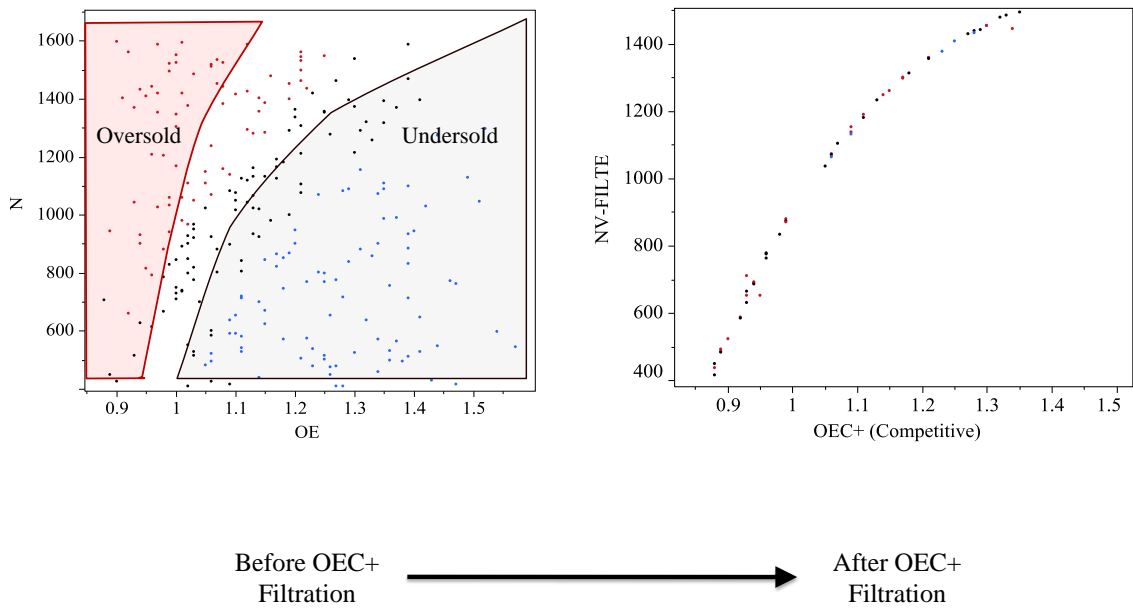 1600
1400
1200
1000
800
600
N
Oversold
Undersold
0.9 1 1.1 1.2 1.3 1.4 1.5
OE
1400
1200
1000
800
600
400
NV-FILTE
0.9 1 1.1 1.2 1.3 1.4 1.5
OEC+ (Competitive)
Before OEC+
Filtration
After OEC+
Filtration